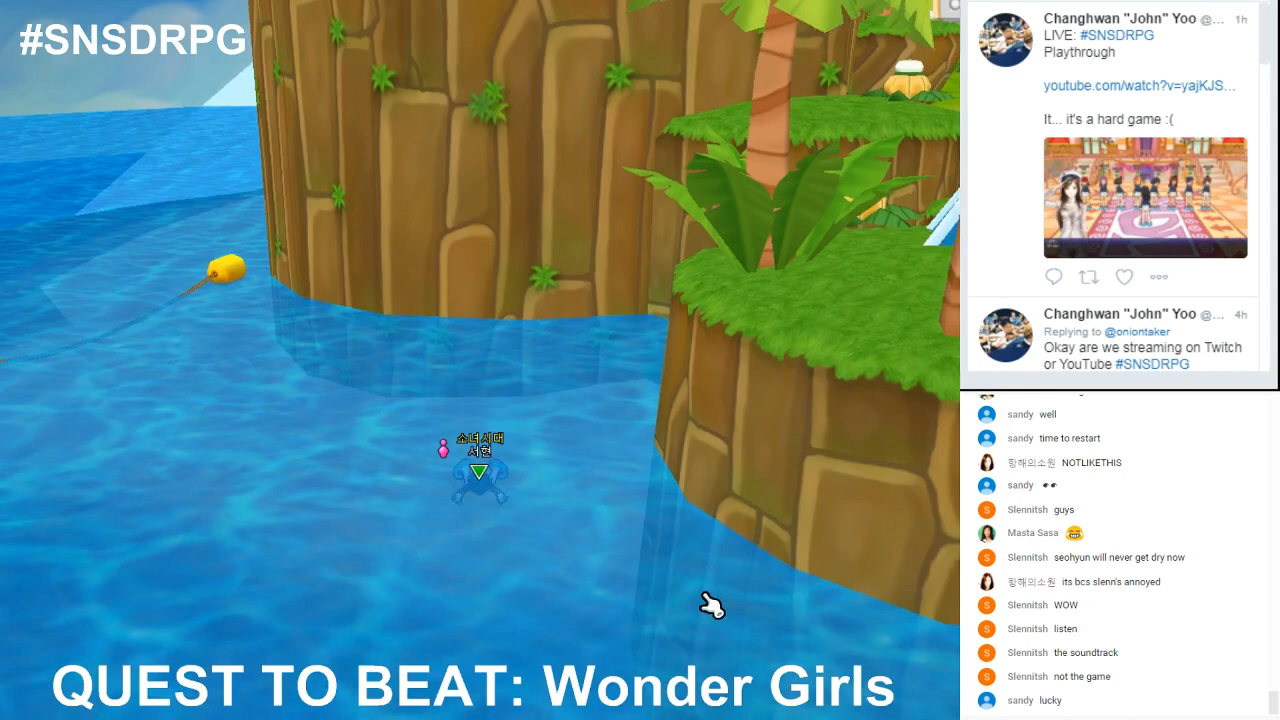 #SNSDRPG
소녀시대
서현
QUEST TO BEAT: Wonder Girls
Changhwan "John" Yoo @... 1h
LIVE: #SNSDRPG
Playthrough
youtube.com/watch?v=yajKJS...
It... it's a hard game :(
Changhwan "John" Yoo @... 4h
Replying to @oniontaker
Okay are we streaming on Twitch
or YouTube #SNSDRPG
sandy well
sandy time to restart
항해의소원 NOTLIKETHIS
sandy 👀
S Slennitsh guys
Masta Sasa 😂
S Slennitsh seohyun will never get dry now
항해의소원 its bcs slenn's annoyed
S Slennitsh WOW
S Slennitsh listen
S Slennitsh the soundtrack
S Slennitsh not the game
sandy lucky